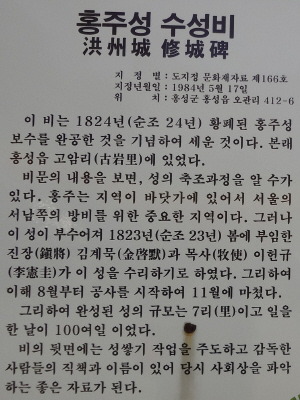 홍주성 수성비
洪州城 修城碑
지 정 별 : 도지정 문화재자료 제166호
지정년월일 : 1984년 5월 17일
위 치 : 홍성군 홍성읍 오관리 412-6
이 비는 1824년(순조 24년) 황폐된 홍주성
보수를 완공한 것을 기념하여 세운 것이다. 본래
홍성읍 고암리(古岩里)에 있었다.
비문의 내용을 보면, 성의 축조과정을 알 수가
있다. 홍주는 지역이 바닷가에 있어서 서울의
서남쪽의 방비를 위한 중요한 지역이다. 그러나
이 성이 부수어져 1823년(순조 23년) 봄에 부임한
진장(鎭將) 김계묵(金啓默)과 목사(牧使) 이헌규
(李憲圭)가 이 성을 수리하기로 하였다. 그리하여
이해 8월부터 공사를 시작하여 11월에 마쳤다.
그리하여 완성된 성의 규모는 7리(里)이고 일을
한 날이 100여일 이었다.
비의 뒷면에는 성쌓기 작업을 주도하고 감독한
사람들의 직책과 이름이 있어 당시 사회상을 파악
하는 좋은 자료가 된다.